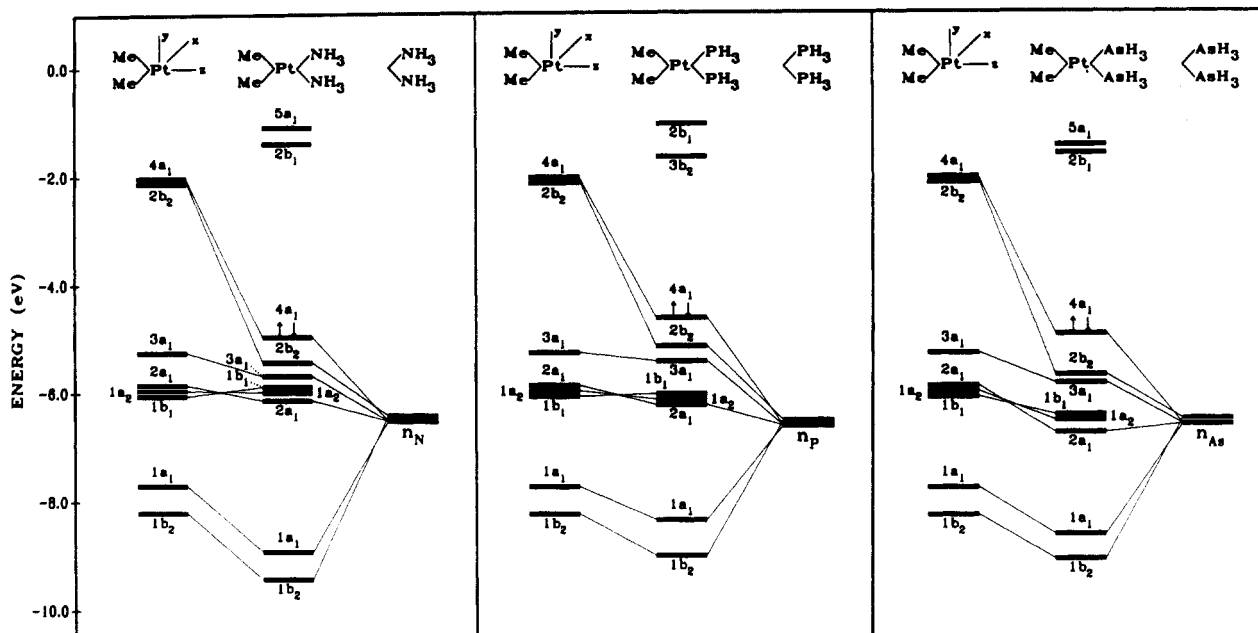 ENERGY (eV)
0.0
-2.0
-4.0
-6.0
-8.0
-10.0
y
x
z
Me
Pt
Me
Me
Pt
Me
NH3
NH3
NH3
NH3
5a1
2b1
4a1
2b2
4a1
2b2
3a1
3a1
1b1
2a1
1a2
1b1
1a2
2a1
nN
1a1
1b2
1a1
1b2
y
x
z
Me
Pt
Me
Me
Pt
Me
PH3
PH3
PH3
PH3
2b1
3b2
4a1
2b2
4a1
2b2
3a1
3a1
2a1
1a2
1b1
1b1
1a2
2a1
nP
1a1
1b2
1a1
1b2
y
x
z
Me
Pt
Me
Me
Pt
Me
AsH3
AsH3
AsH3
AsH3
5a1
2b1
4a1
2b2
4a1
2b2
3a1
3a1
2a1
1a2
1b1
1b1
1a2
2a1
nAs
1a1
1b2
1a1
1b2